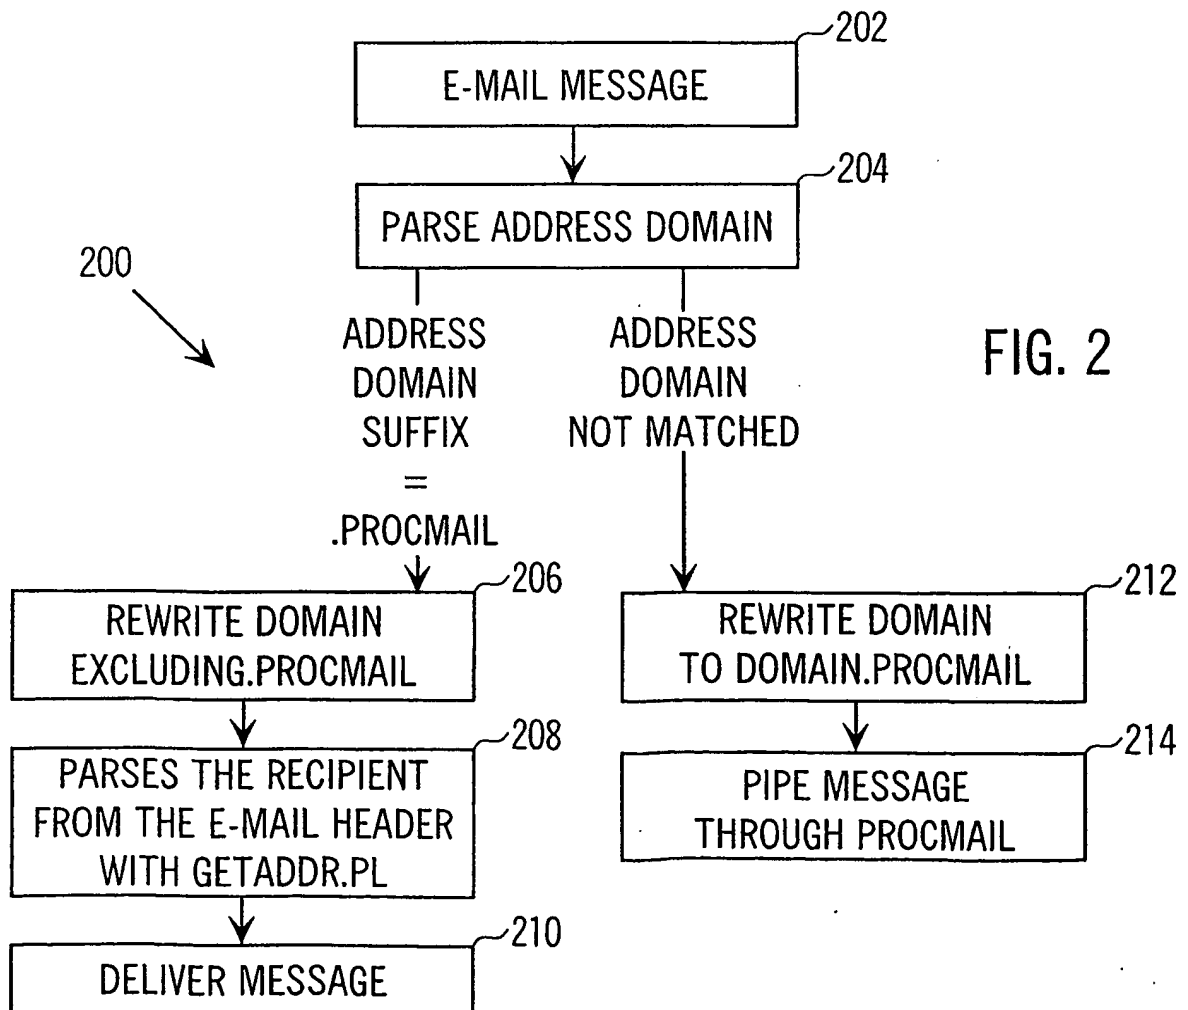 202
E-MAIL MESSAGE
204
PARSE ADDRESS DOMAIN
200
ADDRESS
DOMAIN
SUFFIX
=
.PROCMAIL
ADDRESS
DOMAIN
NOT MATCHED
FIG. 2
206
REWRITE DOMAIN
EXCLUDING.PROCMAIL
208
PARSES THE RECIPIENT
FROM THE E-MAIL HEADER
WITH GETADDR.PL
210
DELIVER MESSAGE
212
REWRITE DOMAIN
TO DOMAIN.PROCMAIL
214
PIPE MESSAGE
THROUGH PROCMAIL